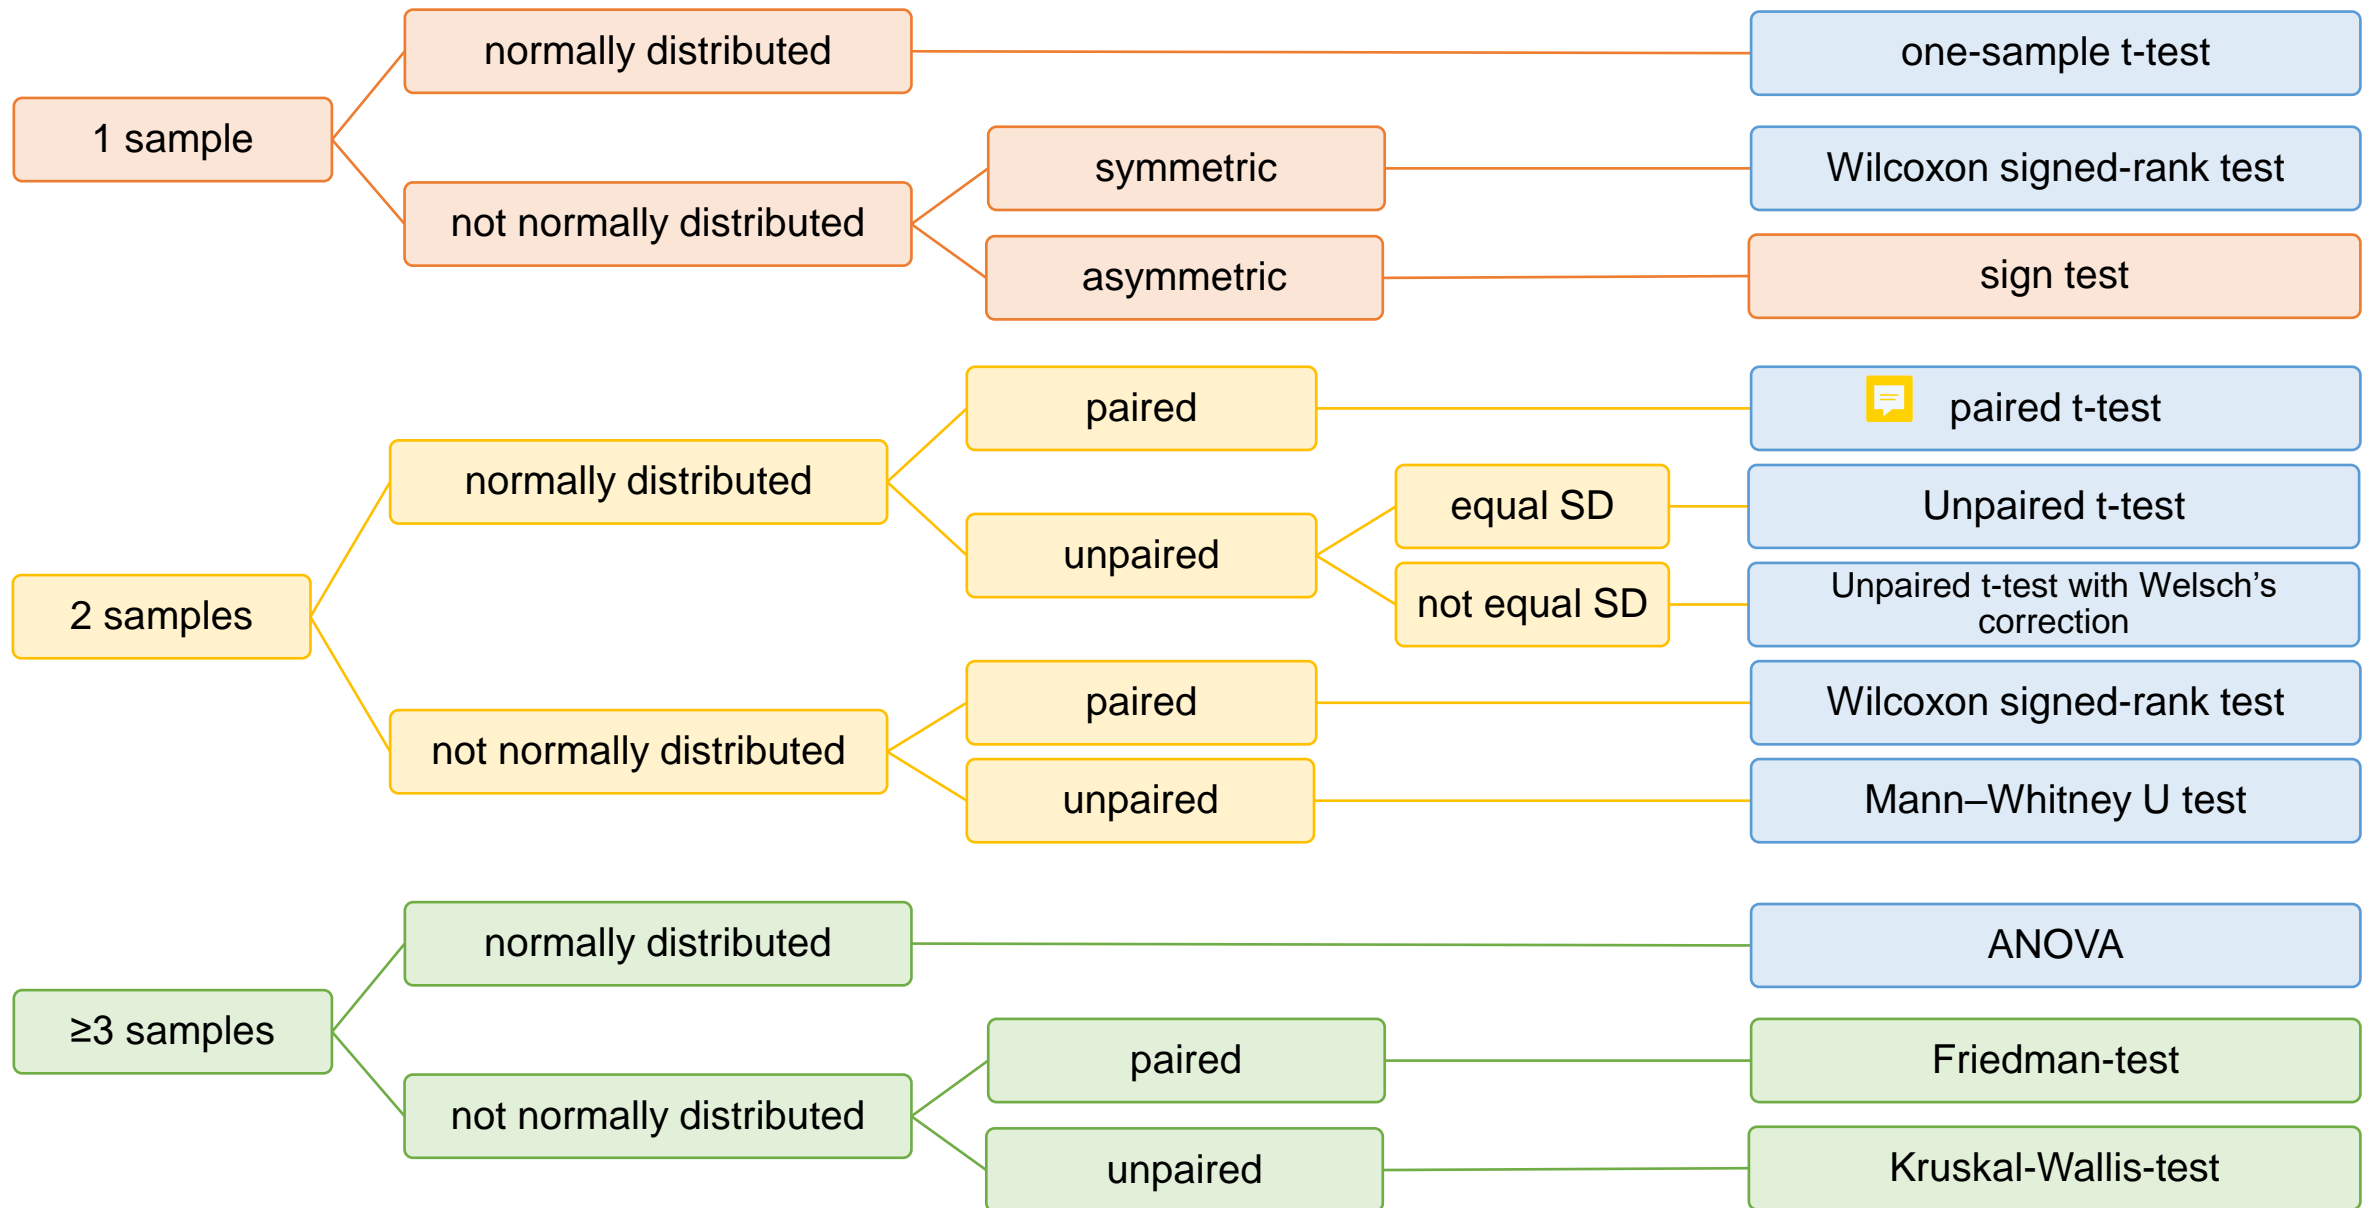 1 sample
normally distributed
one-sample t-test
not normally distributed
symmetric
Wilcoxon signed-rank test
asymmetric
sign test
2 samples
normally distributed
paired
paired t-test
unpaired
equal SD
Unpaired t-test
not equal SD
Unpaired t-test with Welsch’s
correction
not normally distributed
paired
Wilcoxon signed-rank test
unpaired
Mann–Whitney U test
≥3 samples
normally distributed
ANOVA
not normally distributed
paired
Friedman-test
unpaired
Kruskal-Wallis-test